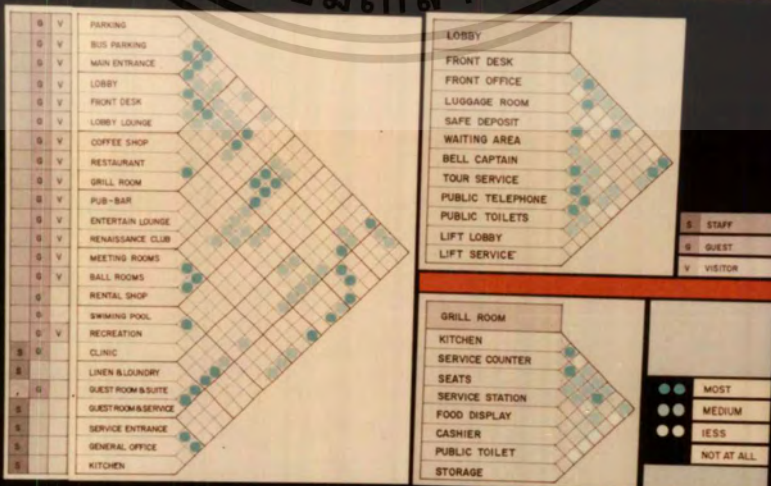 G V PARKING
G V BUS PARKING
G V MAIN ENTRANCE
G V LOBBY
G V FRONT DESK
G V LOBBY LOUNGE
G V COFFEE SHOP
G V RESTAURANT
G V GRILL ROOM
G V PUB-BAR
G V ENTERTAIN LOUNGE
G V RENAISSANCE CLUB
G V MEETING ROOMS
G V BALL ROOMS
G RENTAL SHOP
G SWIMING POOL
G V RECREATION
S G CLINIC
S LINEN & LOUNDRY
G GUEST ROOM & SUITE
S GUEST ROOM & SERVICE
S SERVICE ENTRANCE
S GENERAL OFFICE
S KITCHEN
LOBBY
FRONT DESK
FRONT OFFICE
LUGGAGE ROOM
SAFE DEPOSIT
WAITING AREA
BELL CAPTAIN
TOUR SERVICE
PUBLIC TELEPHONE
PUBLIC TOILETS
LIFT LOBBY
LIFT SERVICE
S STAFF
G GUEST
V VISITOR
GRILL ROOM
KITCHEN
SERVICE COUNTER
SEATS
SERVICE STATION
FOOD DISPLAY
CASHIER
PUBLIC TOILET
STORAGE
MOST
MEDIUM
IESS
NOT AT ALL